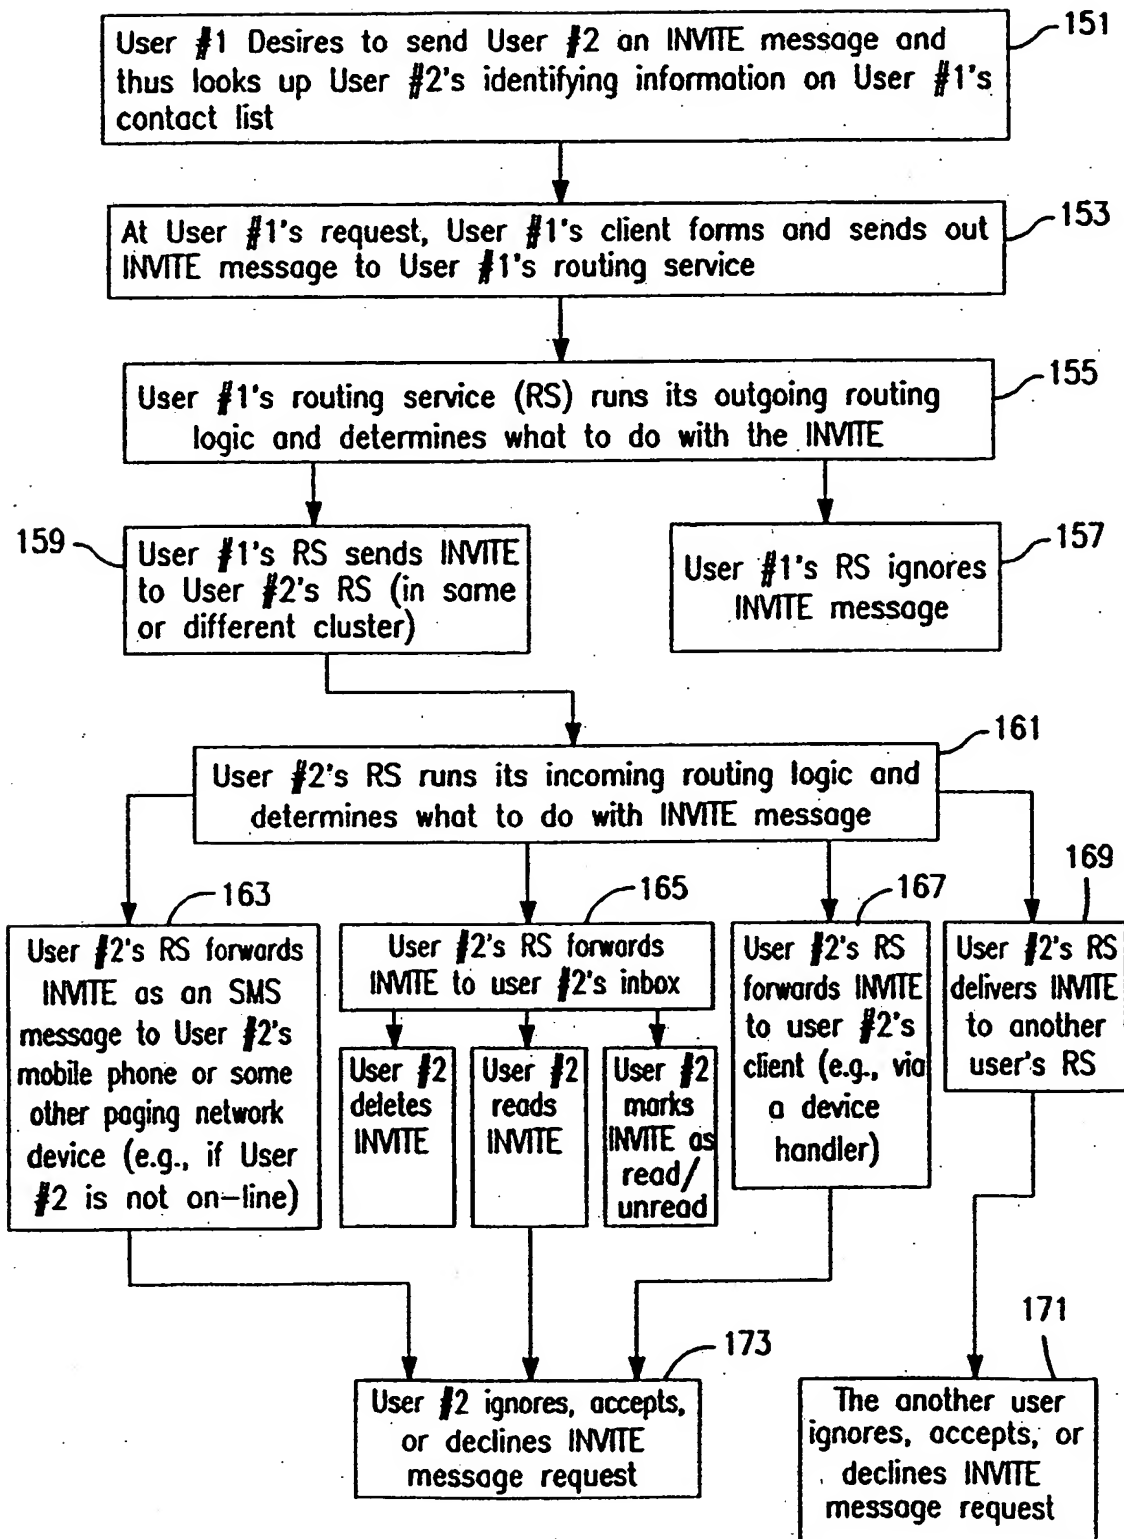 User #1 Desires to send User #2 an INVITE message and
thus looks up User #2's identifying information on User #1's
contact list
151
At User #1's request, User #1's client forms and sends out
INVITE message to User #1's routing service
153
User #1's routing service (RS) runs its outgoing routing
logic and determines what to do with the INVITE
155
159
User #1's RS sends INVITE
to User #2's RS (in same
or different cluster)
User #1's RS ignores
INVITE message
157
161
User #2's RS runs its incoming routing logic and
determines what to do with INVITE message
163
User #2's RS forwards
INVITE as an SMS
message to User #2's
mobile phone or some
other paging network
device (e.g., if User
#2 is not on-line)
165
User #2's RS forwards
INVITE to user #2's inbox
User #2
deletes
INVITE
User #2
reads
INVITE
User #2
marks
INVITE as
read/
unread
167
User #2's RS
forwards INVITE
to user #2's
client (e.g., via
a device
handler)
169
User #2's RS
delivers INVITE
to another
user's RS
173
User #2 ignores, accepts,
or declines INVITE
message request
171
The another user
ignores, accepts, or
declines INVITE
message request